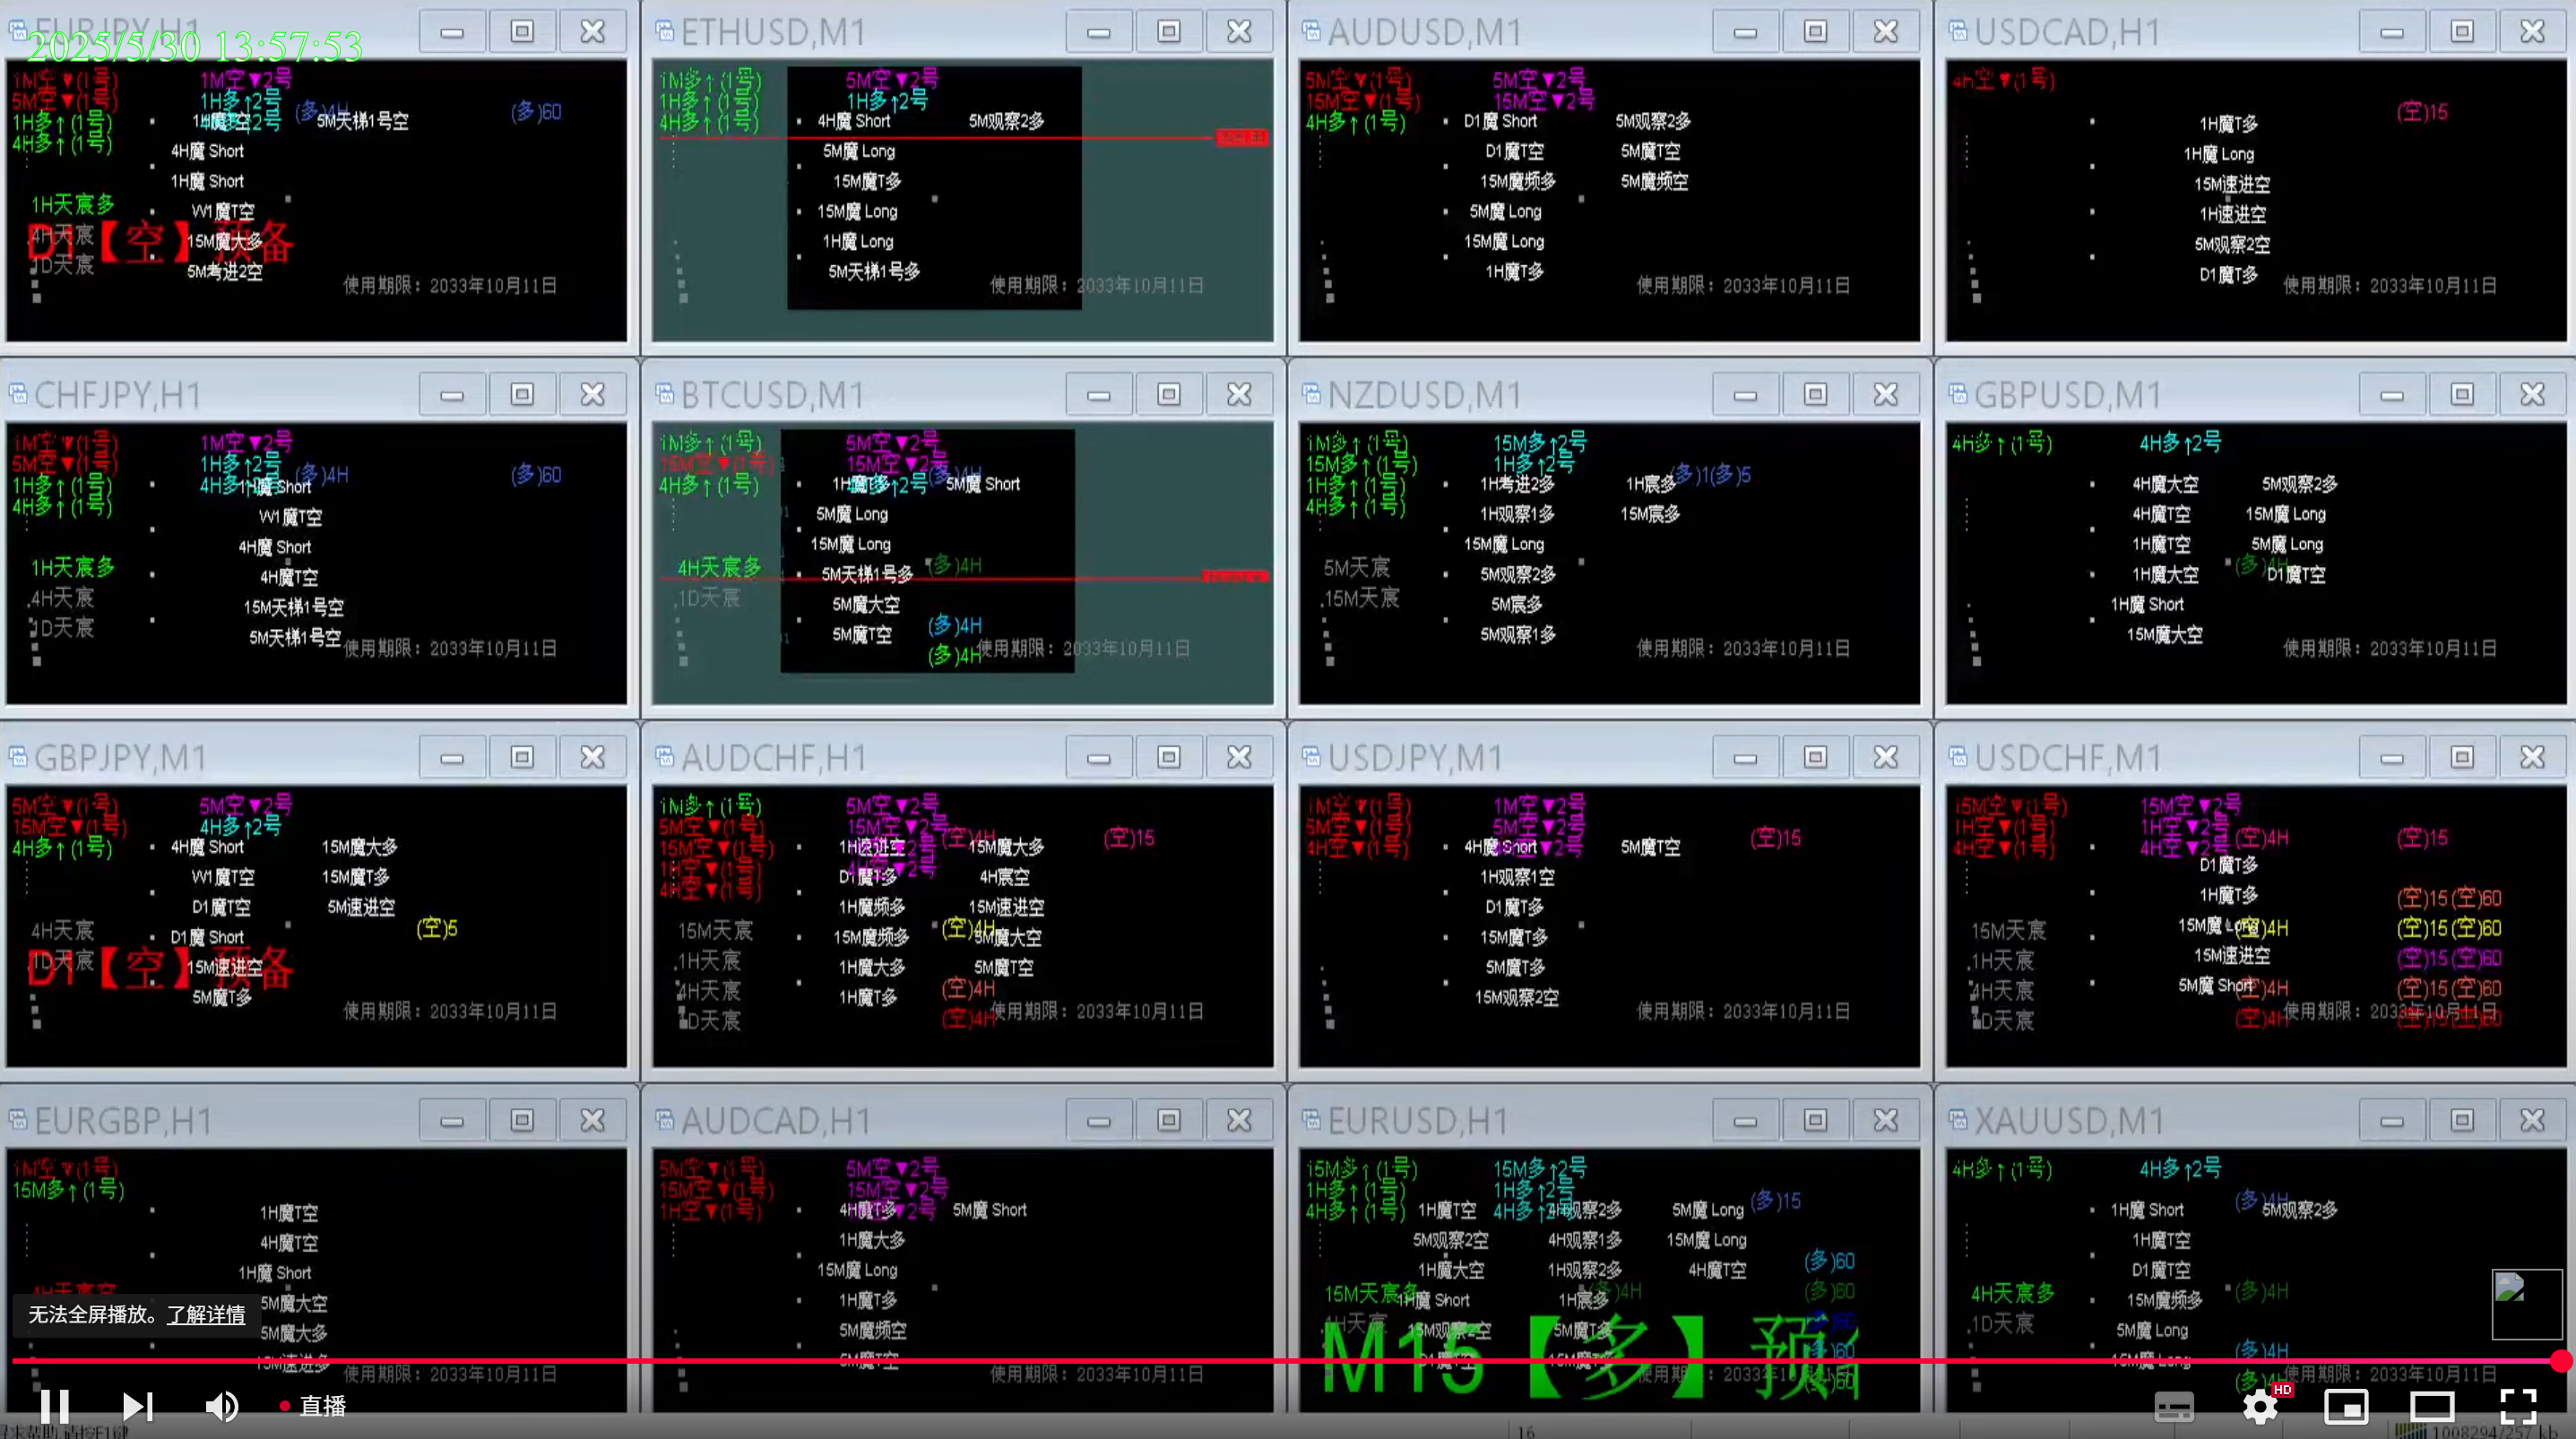 EURJPY,H1
2025/5/30 13:57:53
1M空▼(1号)
5M空▼(1号)
1H多↑(1号)
4H多↑(1号)
1M空▼2号
1H多↑2号
(多)4H
5M天梯1号空
(多)60
4H魔 Short
1H魔 Short
W1魔T空
15M魔大多
5M考进2空
1H天宸多
4H天宸
1D天宸
D1【空】预备
使用期限：2033年10月11日
ETHUSD,M1
1M多↑(1号)
1H多↑(1号)
4H多↑(1号)
5M空▼2号
1H多↑2号
4H魔 Short
5M观察2多
5M魔 Long
15M魔T多
15M魔 Long
1H魔 Long
5M天梯1号多
使用期限：2033年10月11日
AUDUSD,M1
5M空▼(1号)
15M空▼(1号)
4H多↑(1号)
5M空▼2号
15M空▼2号
D1魔 Short
5M观察2多
D1魔T空
5M魔T空
15M魔频多
5M魔频空
5M魔 Long
15M魔 Long
1H魔T多
使用期限：2033年10月11日
USDCAD,H1
4H空▼(1号)
(空)15
1H魔T多
1H魔 Long
15M速进空
1H速进空
5M观察2空
D1魔T多
使用期限：2033年10月11日
CHFJPY,H1
1M空▼(1号)
5M空▼(1号)
1H多↑(1号)
4H多↑(1号)
1M空▼2号
1H多↑2号
4H多↑2号
(多)4H
(多)60
1H魔 Short
W1魔T空
4H魔 Short
4H魔T空
15M天梯1号空
5M天梯1号空
1H天宸多
4H天宸
1D天宸
使用期限：2033年10月11日
BTCUSD,M1
1M多↑(1号)
15M空▼(1号)
4H多↑(1号)
5M空▼2号
15M空▼2号
4H多↑2号
(多)4H
1H魔T多
5M魔 Short
5M魔 Long
15M魔 Long
5M天梯1号多
(多)4H
5M魔大空
5M魔T空
(多)4H
(多)4H
4H天宸多
1D天宸
使用期限：2033年10月11日
NZDUSD,M1
1M多↑(1号)
15M多↑(1号)
1H多↑(1号)
4H多↑(1号)
15M多↑2号
1H多↑2号
(多)1(多)5
1H考进2多
1H宸多
1H观察1多
15M宸多
15M魔 Long
5M观察2多
5M宸多
5M观察1多
5M天宸
15M天宸
使用期限：2033年10月11日
GBPUSD,M1
4H多↑(1号)
4H多↑2号
4H魔大空
5M观察2多
4H魔T空
15M魔 Long
1H魔T空
5M魔 Long
(多)4H
1H魔大空
D1魔T空
1H魔 Short
15M魔大空
使用期限：2033年10月11日
GBPJPY,M1
5M空▼(1号)
15M空▼(1号)
4H多↑(1号)
5M空▼2号
4H多↑2号
4H魔 Short
15M魔大多
W1魔T空
15M魔T多
D1魔T空
5M速进空
(空)5
D1魔 Short
15M速进空
5M魔T多
4H天宸
1D天宸
D1【空】预备
使用期限：2033年10月11日
AUDCHF,H1
1M多↑(1号)
5M空▼(1号)
15M空▼(1号)
1H空▼(1号)
4H空▼(1号)
5M空▼2号
15M空▼2号
(空)4H
(空)15
1H速进空
15M魔大多
D1魔T多
4H宸空
1H魔频多
15M速进空
15M魔频多
(空)4H
5M魔大空
1H魔大多
5M魔T空
1H魔T多
(空)4H
(空)4H
15M天宸
1H天宸
4H天宸
1D天宸
使用期限：2033年10月11日
USDJPY,M1
1M空▼(1号)
5M空▼(1号)
4H空▼(1号)
1M空▼2号
5M空▼2号
4H空▼2号
(空)15
4H魔 Short
5M魔T空
1H观察1空
D1魔T多
15M魔T多
5M魔T多
15M观察2空
使用期限：2033年10月11日
USDCHF,M1
15M空▼(1号)
1H空▼(1号)
4H空▼(1号)
15M空▼2号
1H空▼2号
4H空▼2号
(空)4H
(空)15
D1魔T多
1H魔T多
(空)15(空)60
15M魔 Long
(空)4H
(空)15(空)60
15M速进空
(空)15(空)60
5M魔 Short
(空)4H
(空)15(空)60
(空)4H
(空)15(空)60
15M天宸
1H天宸
4H天宸
1D天宸
使用期限：2033年10月11日
EURGBP,H1
1M空▼(1号)
15M多↑(1号)
1H魔T空
4H魔T空
1H魔 Short
4H天宸空
5M魔大空
5M魔大多
15M速进多
使用期限：2033年10月11日
AUDCAD,H1
5M空▼(1号)
15M空▼(1号)
1H空▼(1号)
5M空▼2号
15M空▼2号
1H空▼2号
4H魔T多
5M魔 Short
1H魔大多
15M魔 Long
1H魔T多
5M魔频空
5M魔T空
使用期限：2033年10月11日
EURUSD,H1
15M多↑(1号)
1H多↑(1号)
4H多↑(1号)
15M多↑2号
1H多↑2号
4H多↑2号
(多)15
1H魔T空
4H观察2多
5M魔 Long
5M观察2空
4H观察1多
15M魔 Long
1H魔大空
1H观察2多
4H魔T空
(多)60
15M天宸多
(多)4H
(多)60
1H魔 Short
1H宸多
1H天宸
15M观察2空
5M魔T多
(多)60
D1魔T空
15M魔T多
(多)60
(多)60
M15【多】预
XAUUSD,M1
4H多↑(1号)
4H多↑2号
(多)4H
1H魔 Short
5M观察2多
1H魔T空
D1魔T空
(多)4H
15M魔频多
5M魔 Long
15M魔 Long
(多)4H
4H天宸多
1D天宸
使用期限：2033年10月11日
无法全屏播放。了解详情
直播
HD
16
1008294/257 kb